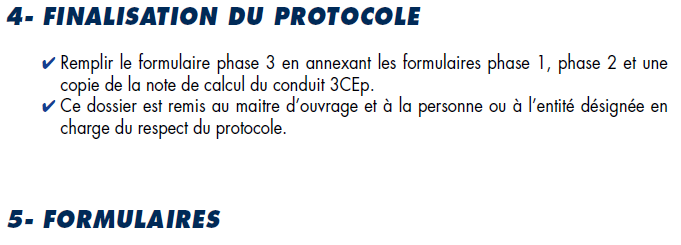 4- FINALISATION DU PROTOCOLE
✔ Remplir le formulaire phase 3 en annexant les formulaires phase 1, phase 2 et une
copie de la note de calcul du conduit 3CEp.
✔ Ce dossier est remis au maitre d'ouvrage et à la personne ou à l'entité désignée en
charge du respect du protocole.
5- FORMULAIRES